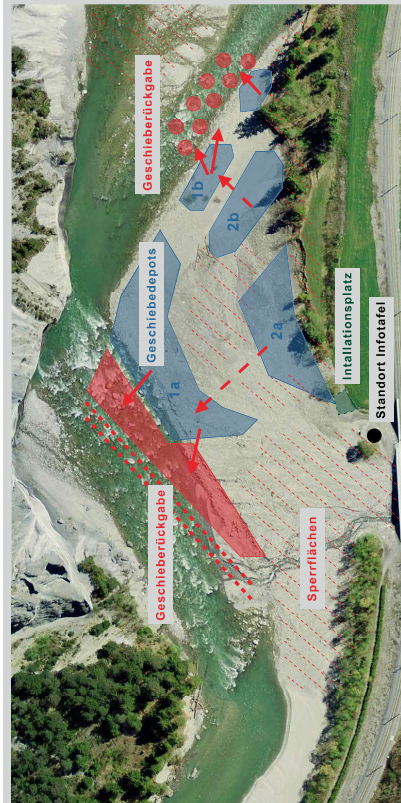 Geschieberückgabe
1b
2b
Geschiebedepots
1a
2a
Intallationsplatz
Standort Infotafel
Geschieberückgabe
Sperrflächen